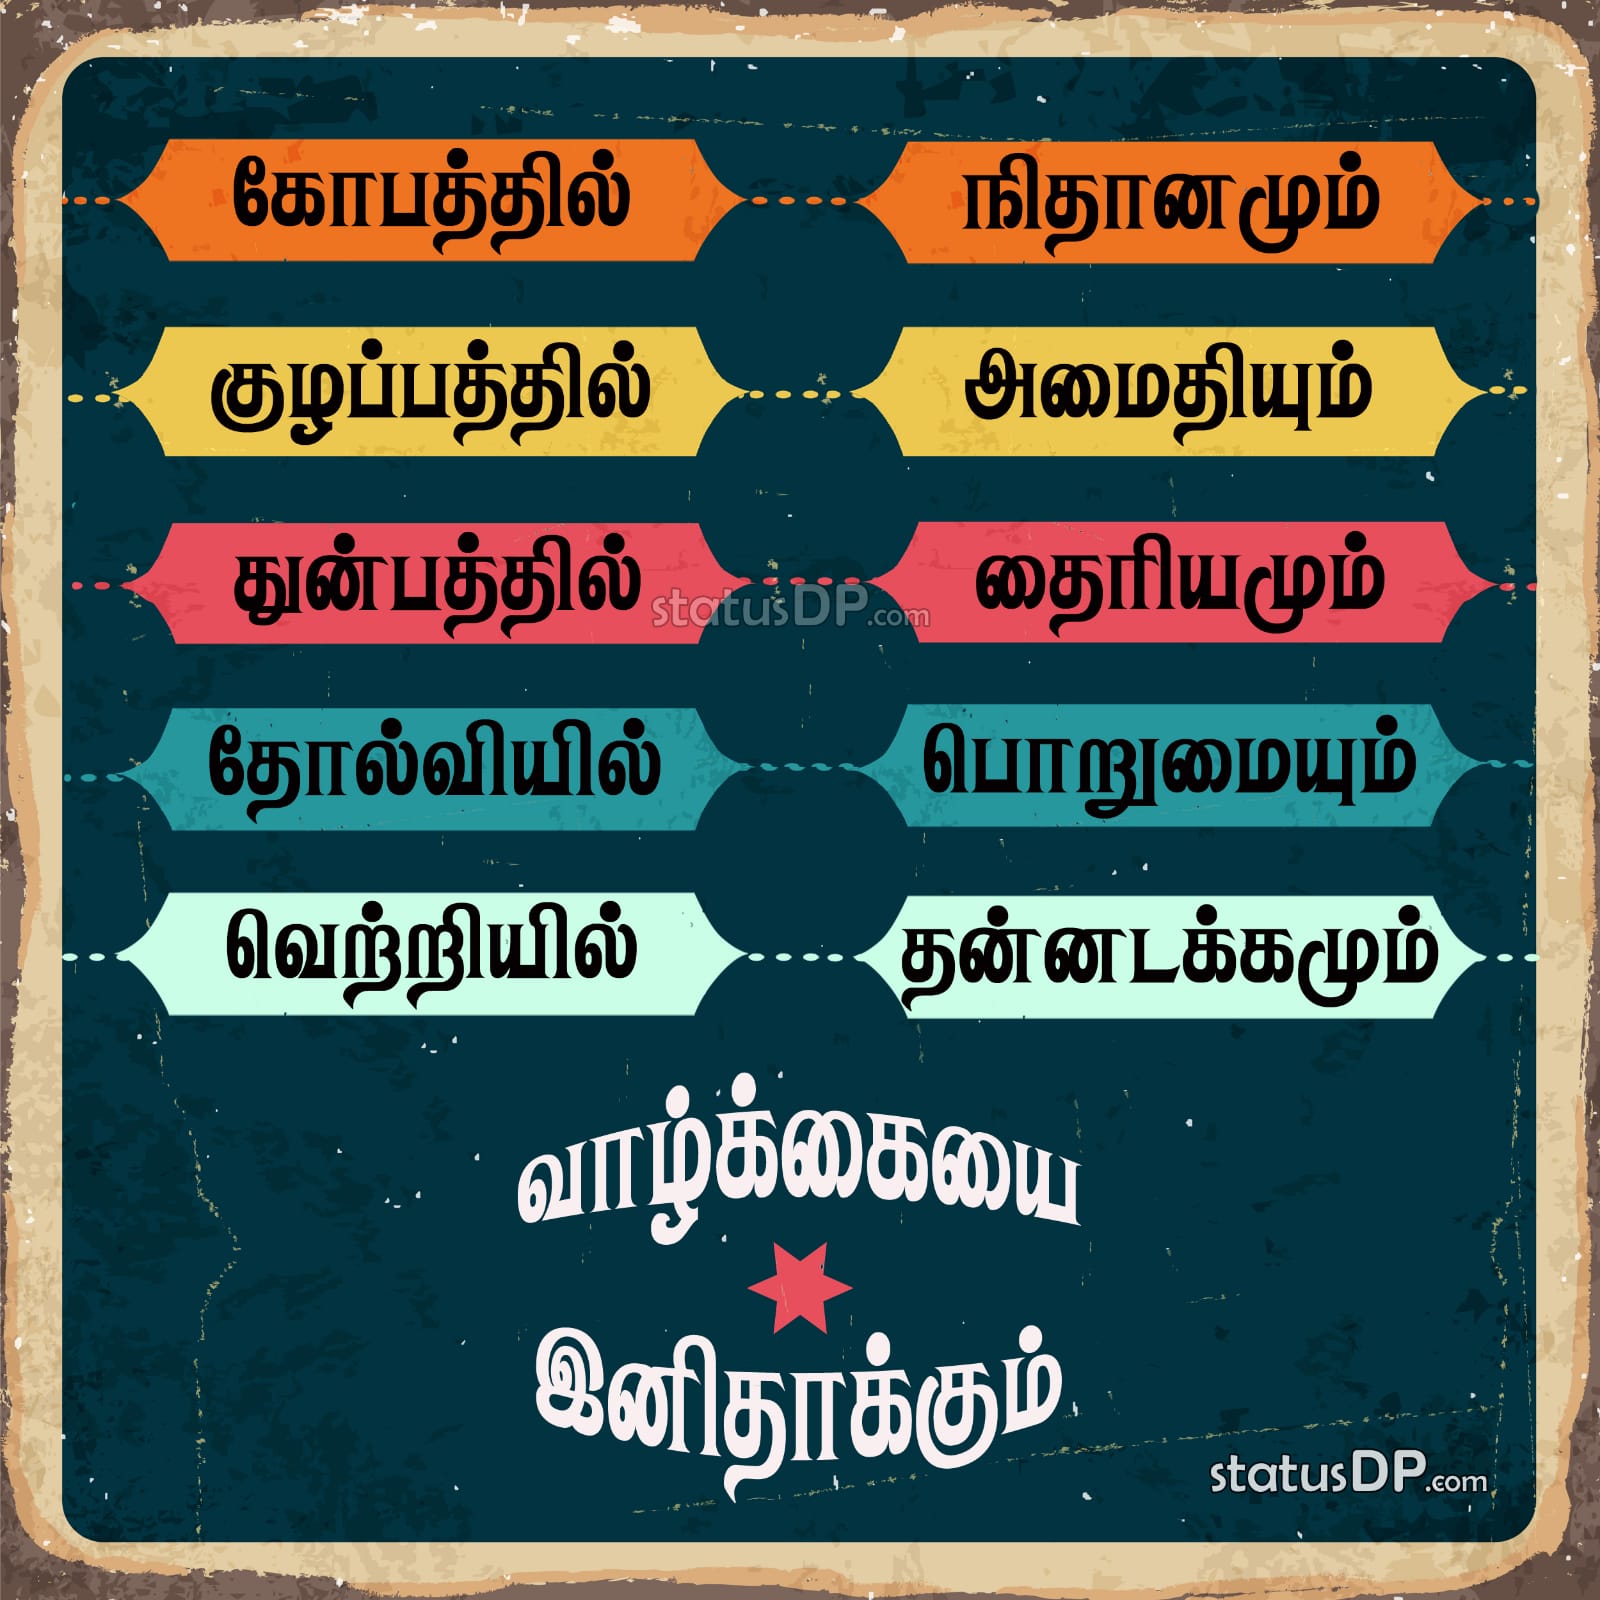 கோபத்தில் நிதானமும்
குழப்பத்தில் அமைதியும்
துன்பத்தில் தைரியமும்
statusDP.com
தோல்வியில் பொறுமையும்
வெற்றியில் தன்னடக்கமும்
வாழ்க்கையை
இனிதாக்கும்
statusDP.com